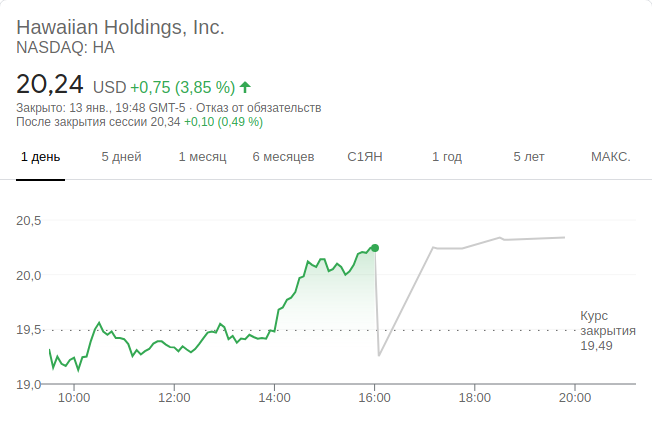 Hawaiian Holdings, Inc.
NASDAQ: HA
20,24 USD +0,75 (3,85 %)
Закрыто: 13 янв., 19:48 GMT-5 · Отказ от обязательств
После закрытия сессии 20,34 +0,10 (0,49 %)
1 день 5 дней 1 месяц 6 месяцев С1ЯН 1 год 5 лет МАКС.
20,5
20,0
19,5
19,0
Курс
закрытия
19,49
10:00 12:00 14:00 16:00 18:00 20:00